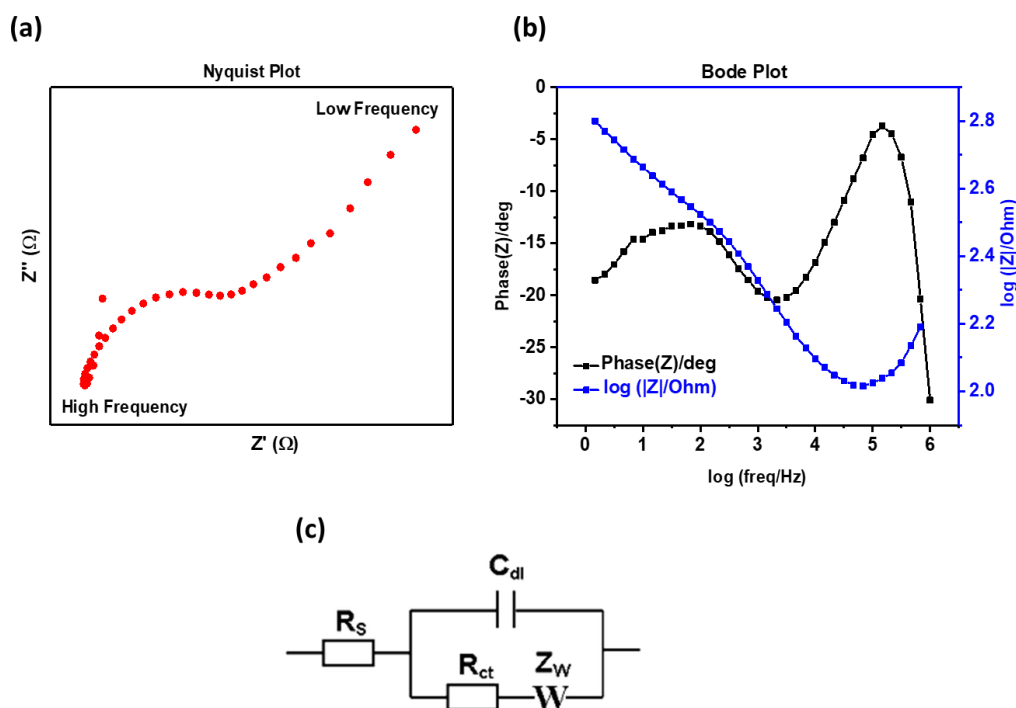 (a)
Nyquist Plot
Low Frequency
High Frequency
Z'' (Ω)
Z' (Ω)
(b)
Bode Plot
0
-5
-10
-15
-20
-25
-30
Phase(Z)/deg
2.8
2.6
2.4
2.2
2.0
log (|Z|/Ohm)
Phase(Z)/deg
log (|Z|/Ohm)
0 1 2 3 4 5 6
log (freq/Hz)
(c)
Cdl
RS
Rct
ZW
W